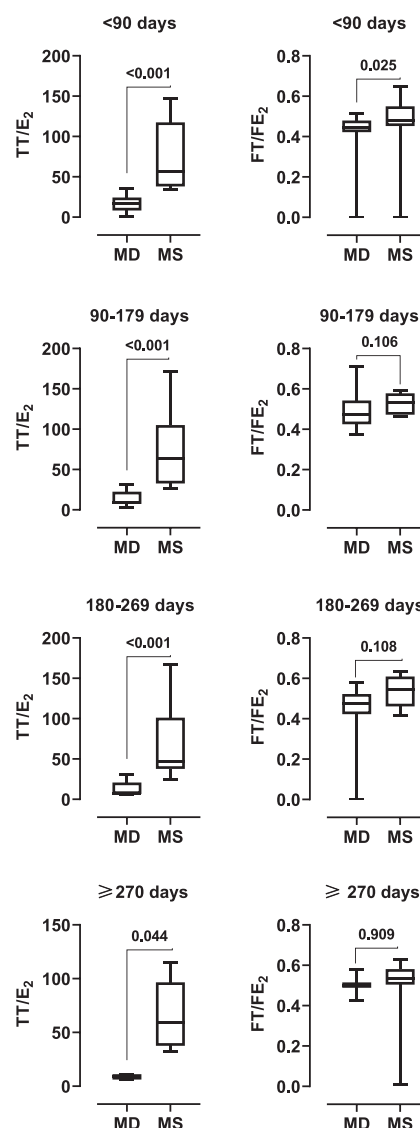 <90 days
<90 days
200
150
100
50
0
TT/E2
<0.001
MD
MS
0.8
0.6
0.4
0.2
0.0
FT/FE2
0.025
MD
MS
90-179 days
90-179 days
200
150
100
50
0
TT/E2
<0.001
MD
MS
0.8
0.6
0.4
0.2
0.0
FT/FE2
0.106
MD
MS
180-269 days
180-269 days
200
150
100
50
0
TT/E2
<0.001
MD
MS
0.8
0.6
0.4
0.2
0.0
FT/FE2
0.108
MD
MS
≥270 days
≥ 270 days
150
100
50
0
TT/E2
0.044
MD
MS
0.8
0.6
0.4
0.2
0.0
FT/FE2
0.909
MD
MS